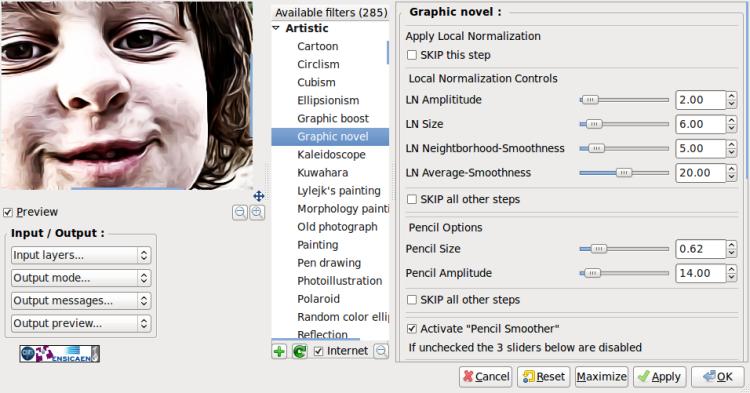 Preview
Input / Output :
Input layers...
Output mode...
Output messages...
Output preview...
ENSICAEN
Available filters (285)
Artistic
Cartoon
Circlism
Cubism
Ellipsionism
Graphic boost
Graphic novel
Kaleidoscope
Kuwahara
Lylejk's painting
Morphology painti
Old photograph
Painting
Pen drawing
Photoillustration
Polaroid
Random color ellip
Reflection
Internet
Graphic novel :
Apply Local Normalization
SKIP this step
Local Normalization Controls
LN Amplititude 2.00
LN Size 6.00
LN Neightborhood-Smoothness 5.00
LN Average-Smoothness 20.00
SKIP all other steps
Pencil Options
Pencil Size 0.62
Pencil Amplitude 14.00
SKIP all other steps
Activate "Pencil Smoother"
If unchecked the 3 sliders below are disabled
Cancel Reset Maximize Apply OK